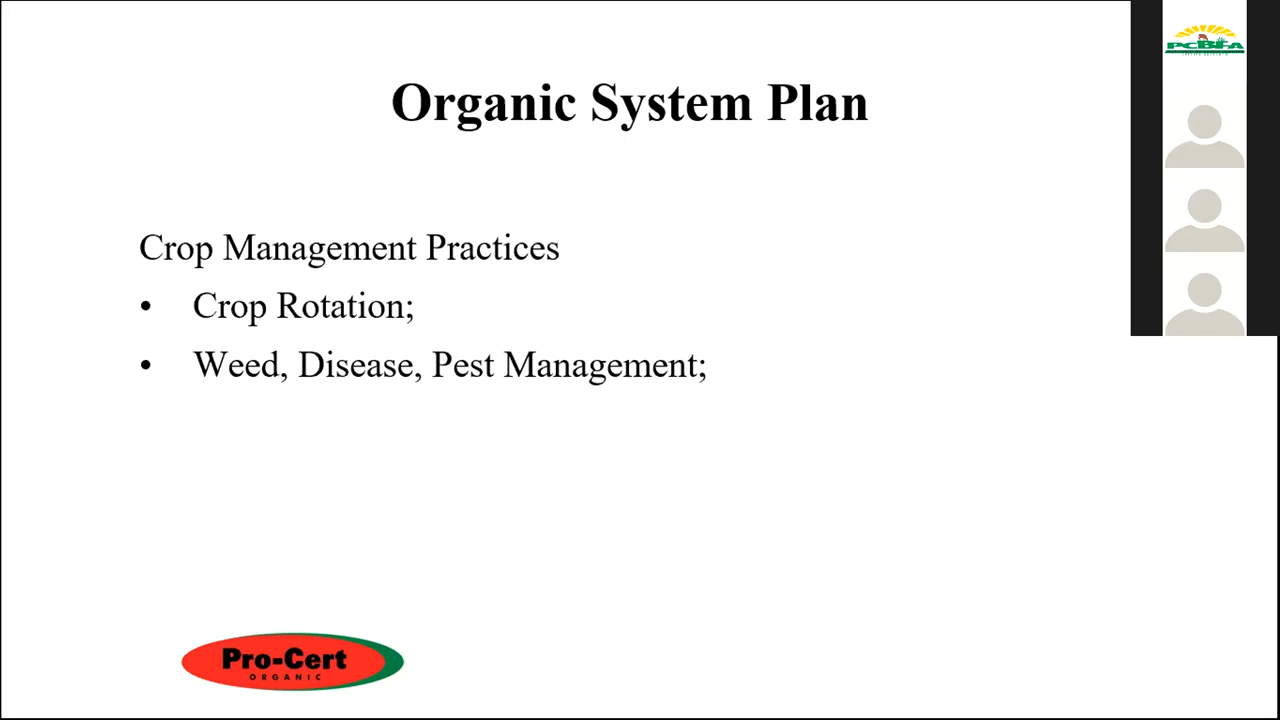 Organic System Plan
Crop Management Practices
• Crop Rotation;
• Weed, Disease, Pest Management;
Pro-Cert
ORGANIC
PCBFA